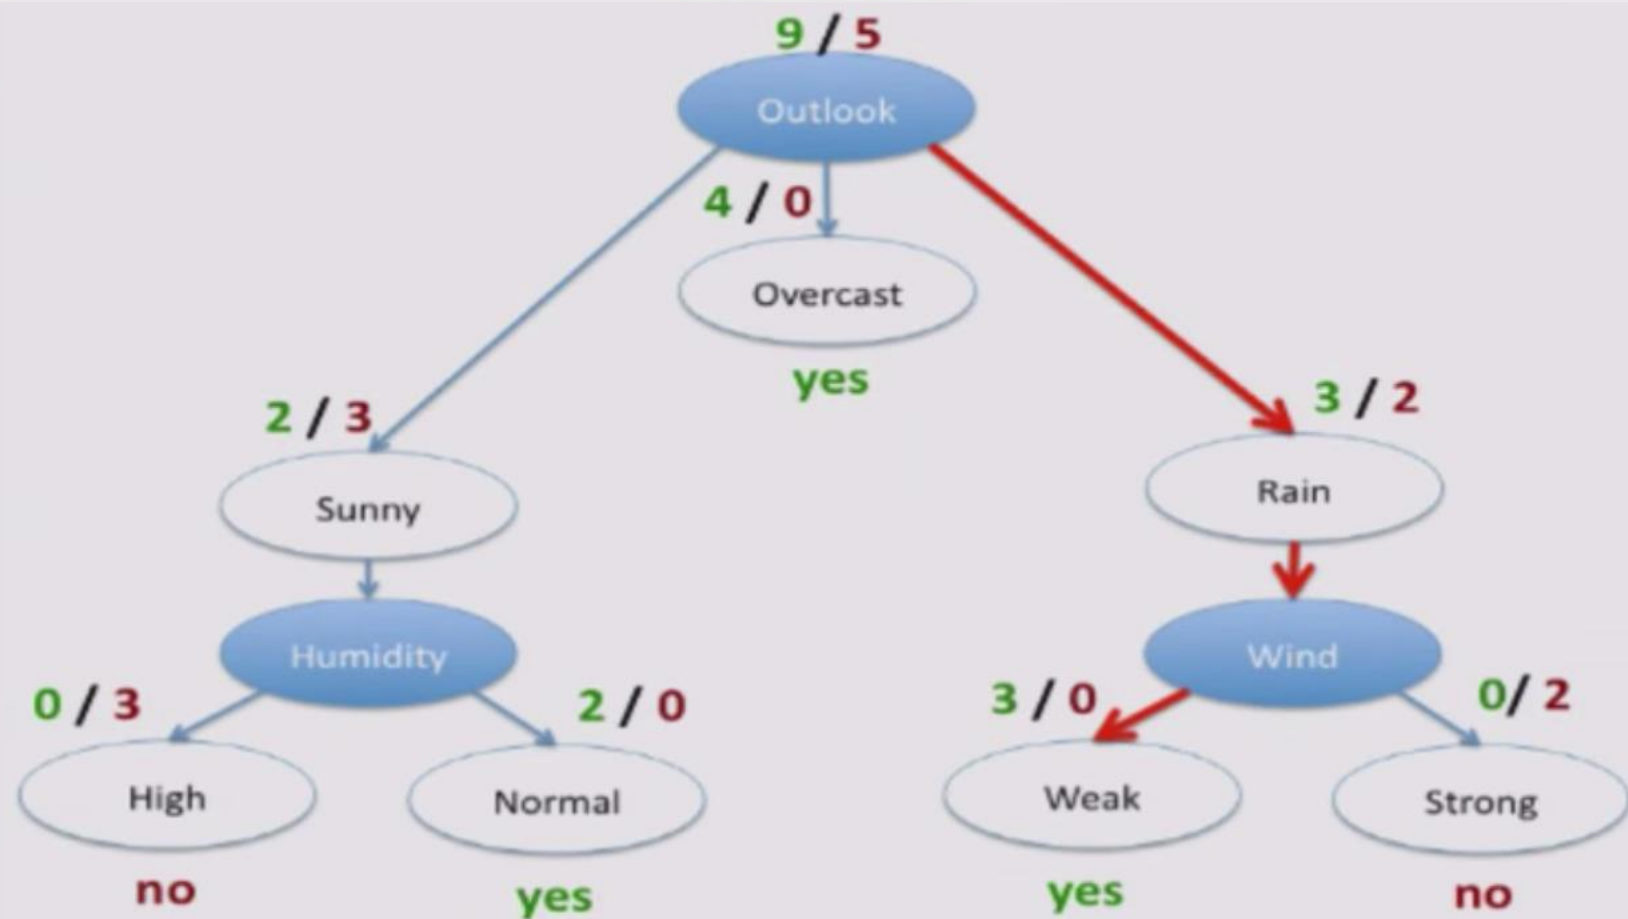 9 / 5
Outlook
4 / 0
Overcast
yes
2 / 3
3 / 2
Sunny
Rain
Humidity
Wind
0 / 3
2 / 0
3 / 0
0/ 2
High
Normal
Weak
Strong
no
yes
yes
no